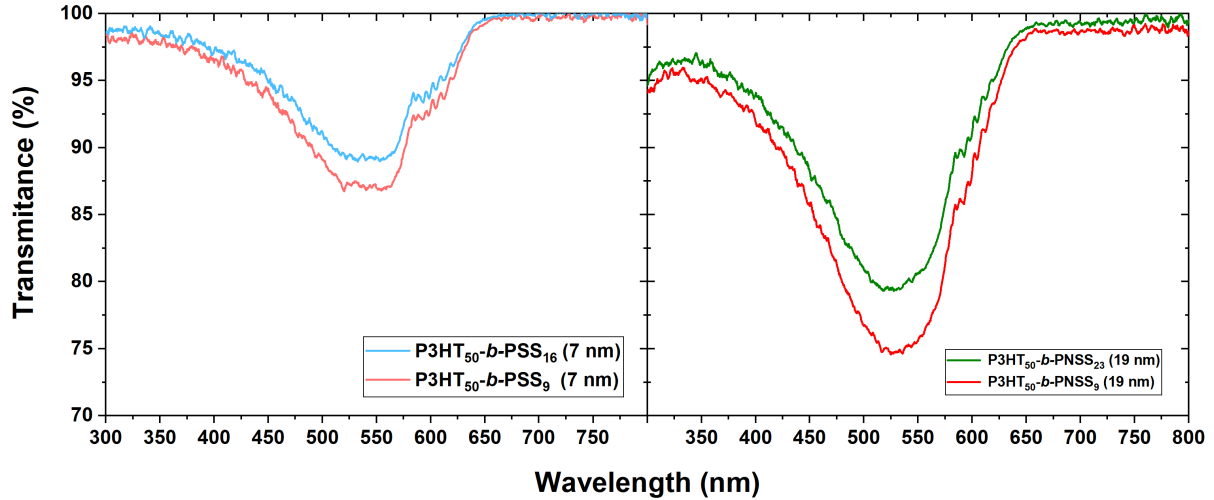 Transmitance (%)
100
95
90
85
80
75
70
P3HT50-b-PSS16 (7 nm)
P3HT50-b-PSS9 (7 nm)
300 350 400 450 500 550 600 650 700 750
P3HT50-b-PNSS23 (19 nm)
P3HT50-b-PNSS9 (19 nm)
350 400 450 500 550 600 650 700 750 800
Wavelength (nm)